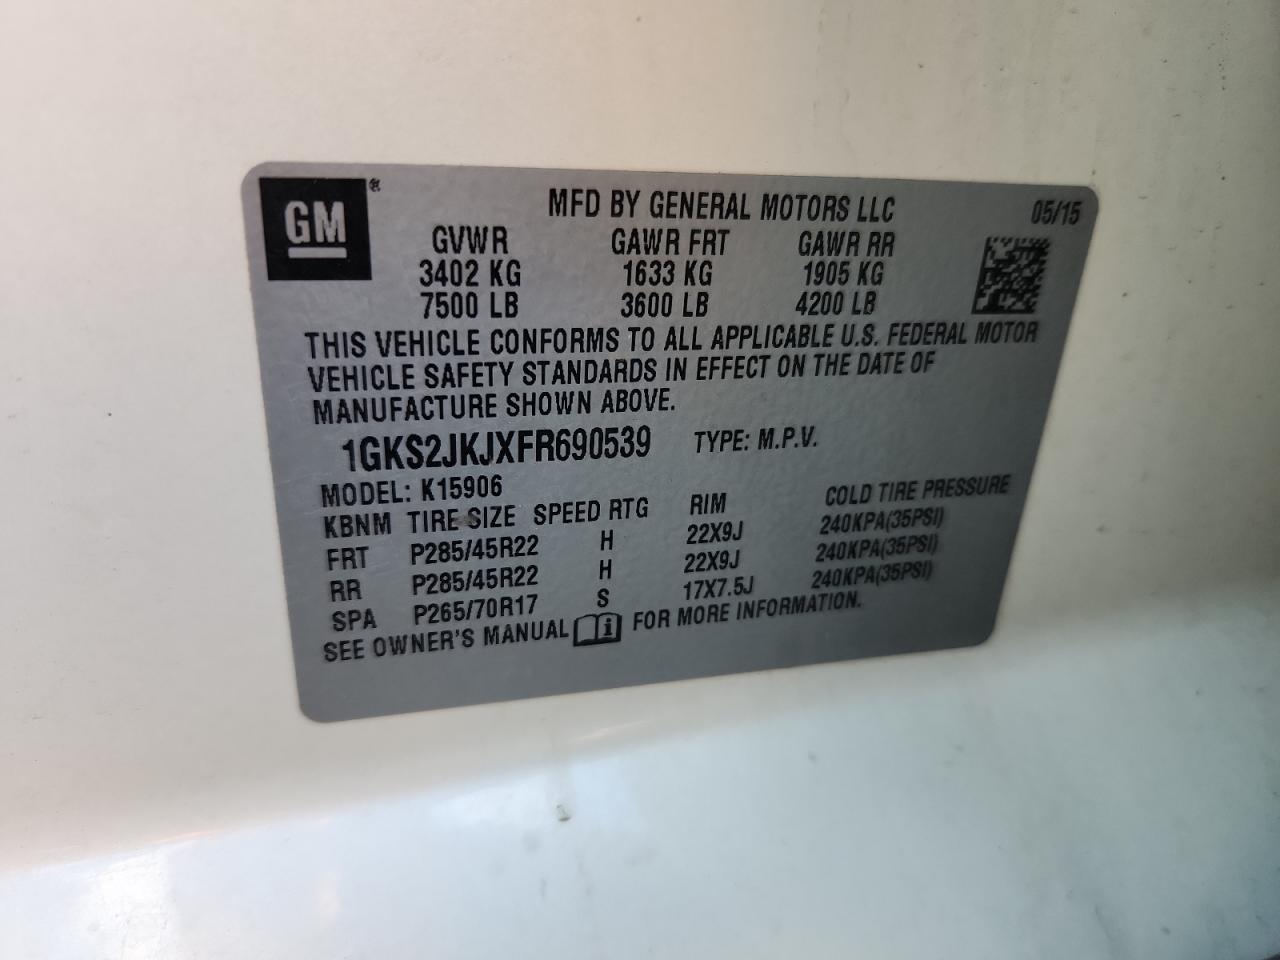 GM ®
MFD BY GENERAL MOTORS LLC 05/15
GVWR GAWR FRT GAWR RR
3402 KG 1633 KG 1905 KG
7500 LB 3600 LB 4200 LB
THIS VEHICLE CONFORMS TO ALL APPLICABLE U.S. FEDERAL MOTOR
VEHICLE SAFETY STANDARDS IN EFFECT ON THE DATE OF
MANUFACTURE SHOWN ABOVE.
1GKS2JKJXFR690539 TYPE: M.P.V.
MODEL: K15906
KBNM TIRE SIZE SPEED RTG RIM COLD TIRE PRESSURE
FRT P285/45R22 H 22X9J 240KPA(35PSI)
RR P285/45R22 H 22X9J 240KPA(35PSI)
SPA P265/70R17 S 17X7.5J 240KPA(35PSI)
SEE OWNER'S MANUAL i FOR MORE INFORMATION.